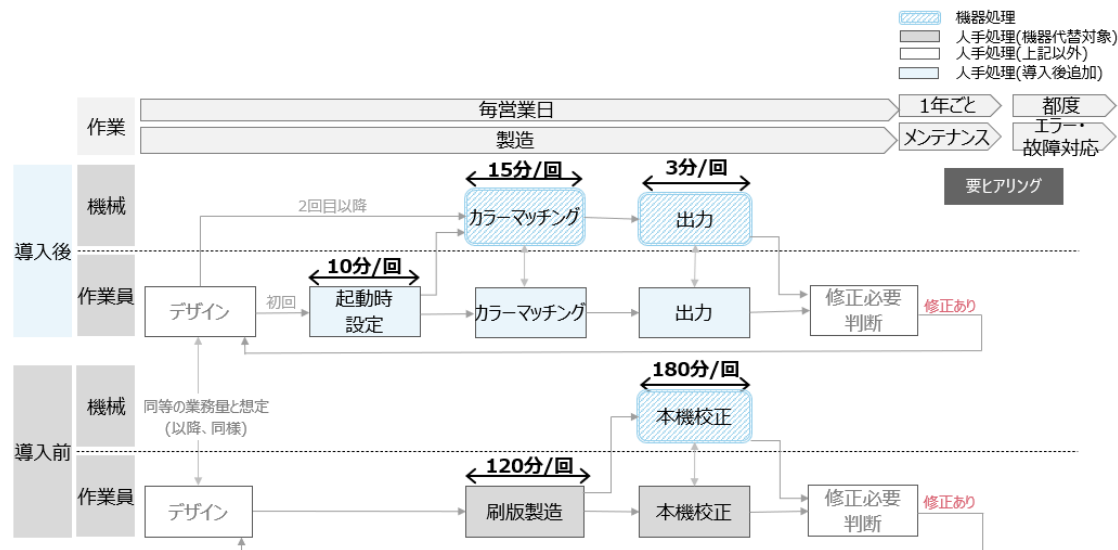 機器処理
人手処理(機器代替対象)
人手処理(上記以外)
人手処理(導入後追加)
作業
毎営業日
1年ごと
都度
製造
メンテナンス
エラー・
故障対応
要ヒアリング
導入後
機械
15分/回
3分/回
2回目以降
カラーマッチング
出力
作業員
10分/回
デザイン
初回
起動時
設定
カラーマッチング
出力
修正必要
判断
修正あり
導入前
機械
同等の業務量と想定
(以降、同様)
180分/回
本機校正
作業員
120分/回
デザイン
刷版製造
本機校正
修正必要
判断
修正あり